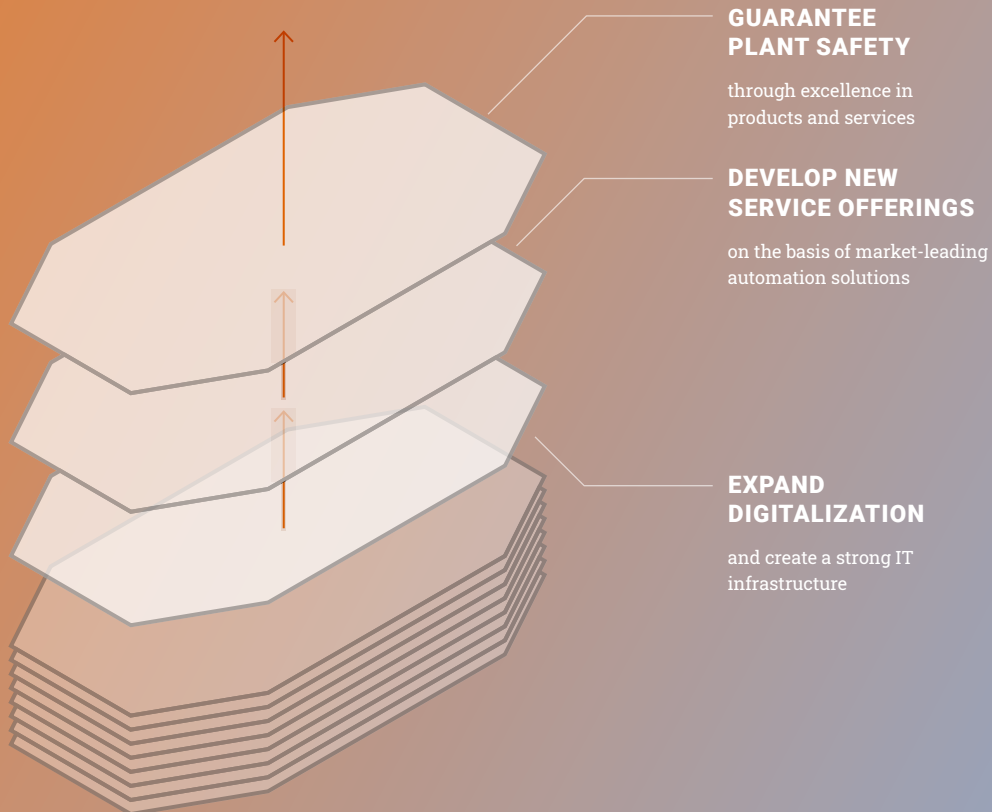 GUARANTEE
PLANT SAFETY
through excellence in
products and services
DEVELOP NEW
SERVICE OFFERINGS
on the basis of market-leading
automation solutions
EXPAND
DIGITALIZATION
and create a strong IT
infrastructure